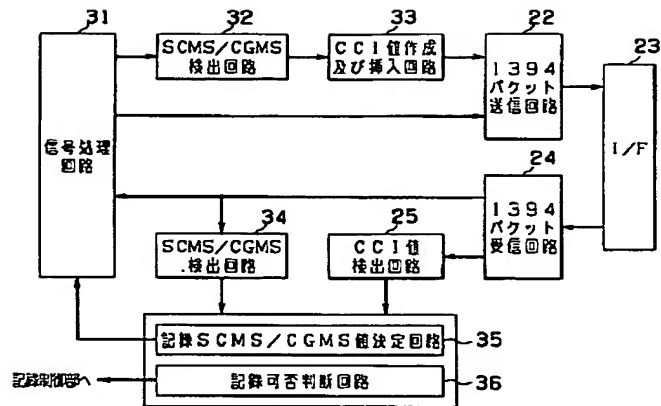 31
信号処理
回路
32
SCMS/CGMS
検出回路
33
CCI値作成
及び挿入回路
22
1394
パケット
送信回路
23
I/F
24
1394
パケット
受信回路
34
SCMS/CGMS
.検出回路
25
CCI値
検出回路
記録SCMS/CGMS値決定回路
35
記録可否判断回路
36
記録制御部へ